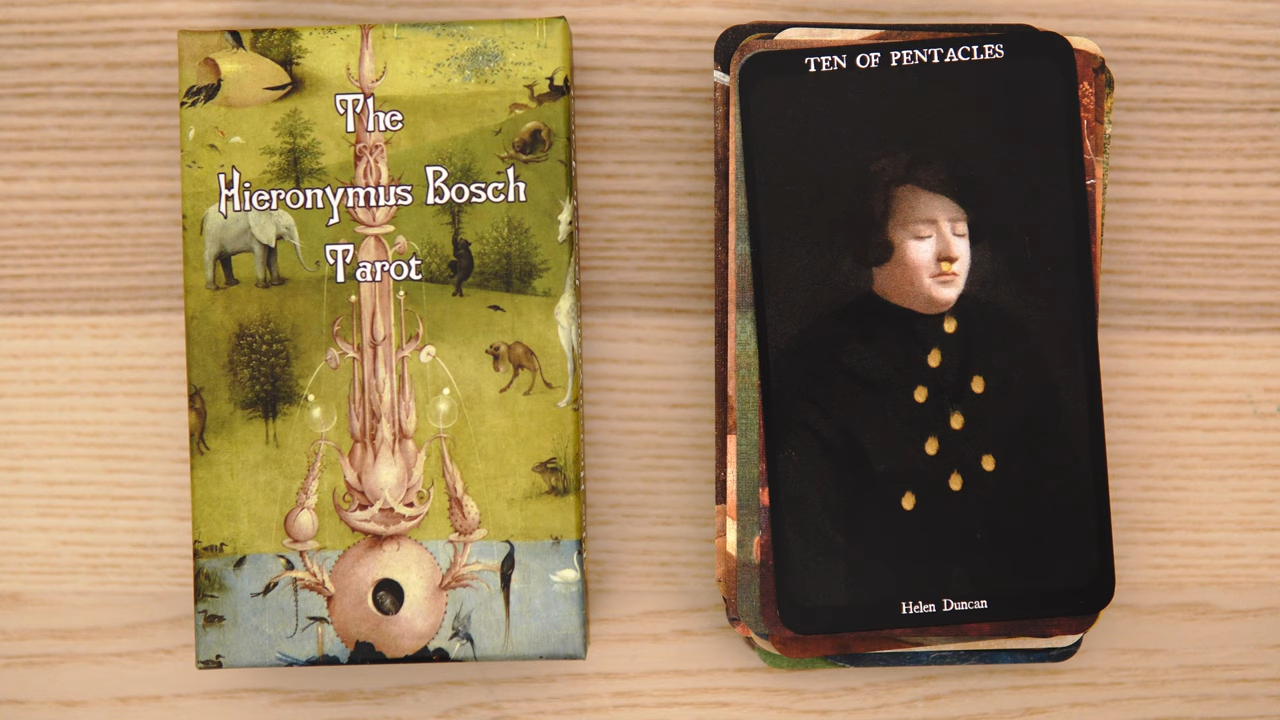 The
Hieronymus Bosch
Tarot
TEN OF PENTACLES
Helen Duncan